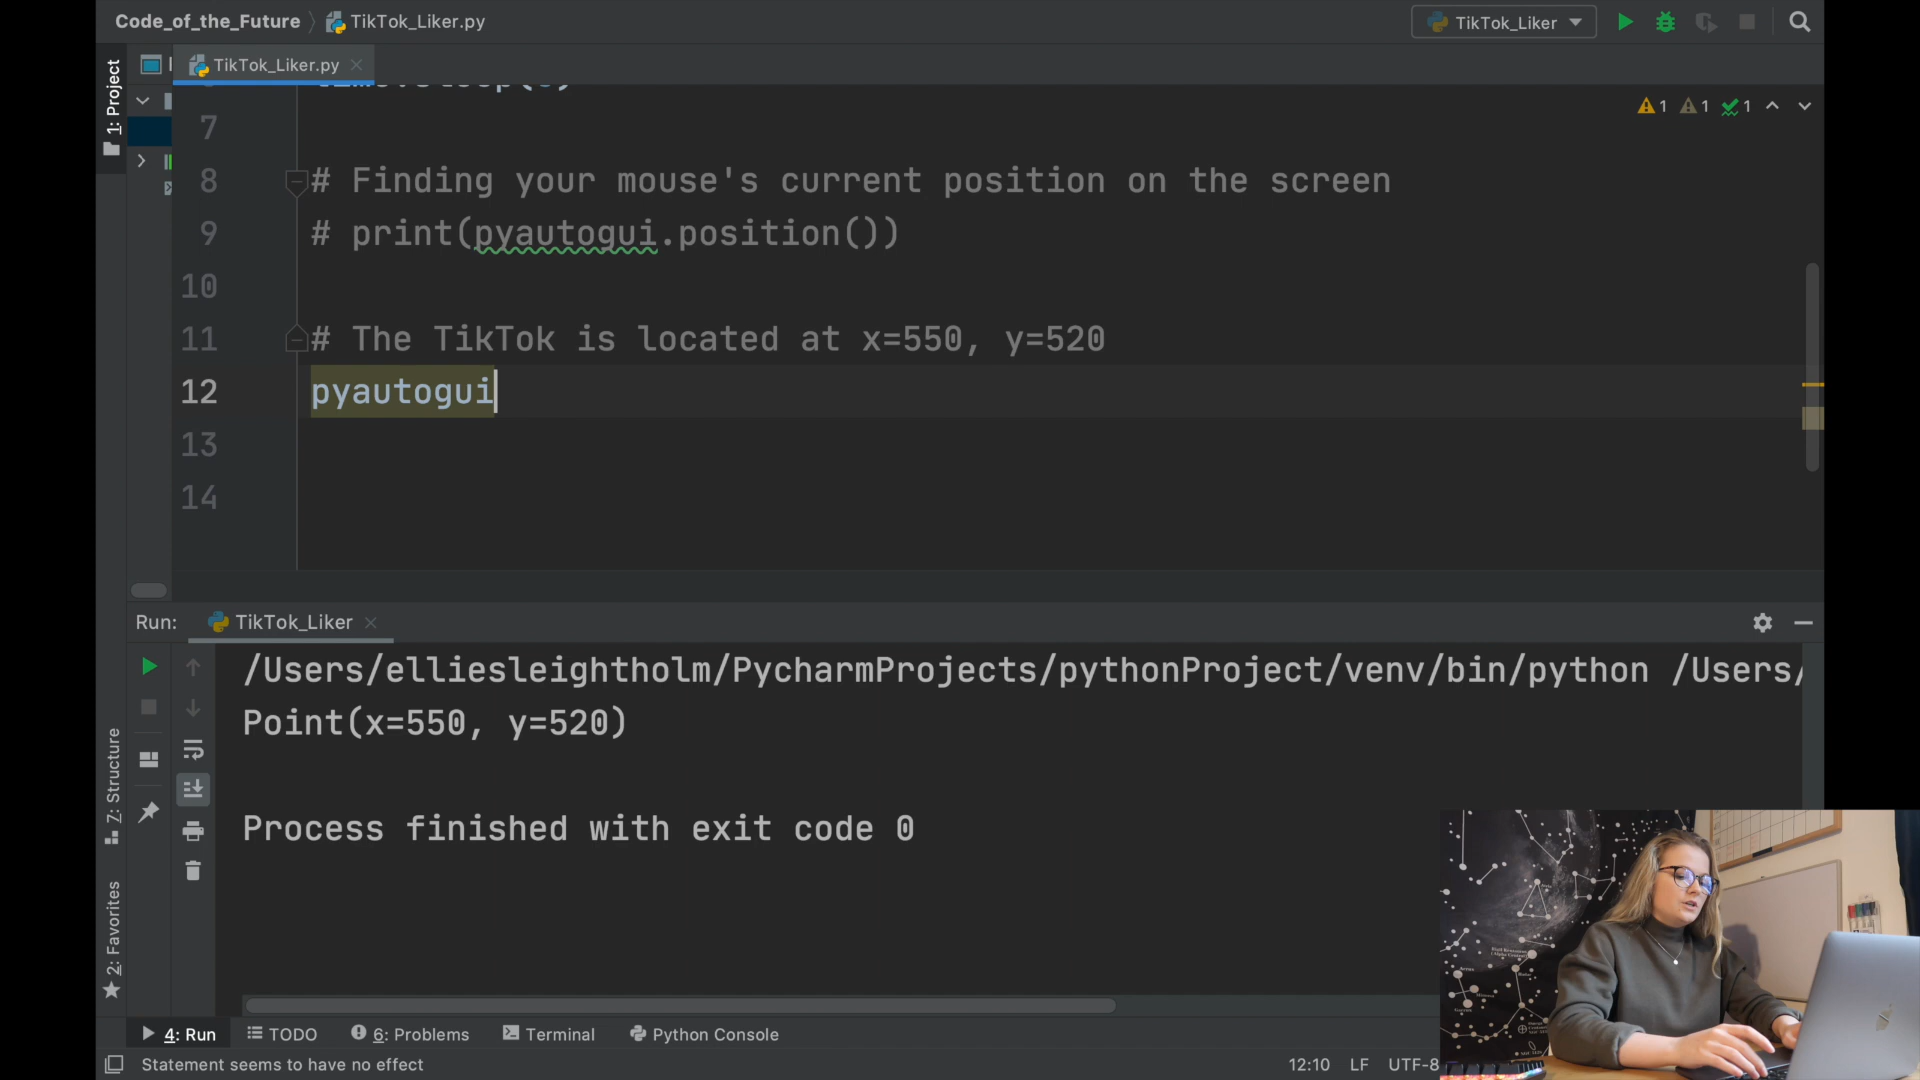 Code_of_the_Future
TikTok_Liker.py
TikTok_Liker
1: Project
TikTok_Liker.py
1
1
1
7
8 # Finding your mouse's current position on the screen
9 # print(pyautogui.position())
10
11 # The TikTok is located at x=550, y=520
12 pyautogui
13
14
Run:
TikTok_Liker
/Users/elliesleightholm/PycharmProjects/pythonProject/venv/bin/python /Users/
Point(x=550, y=520)
Process finished with exit code 0
7: Structure
2: Favorites
4: Run
TODO
6: Problems
Terminal
Python Console
Statement seems to have no effect
12:10
LF
UTF-8